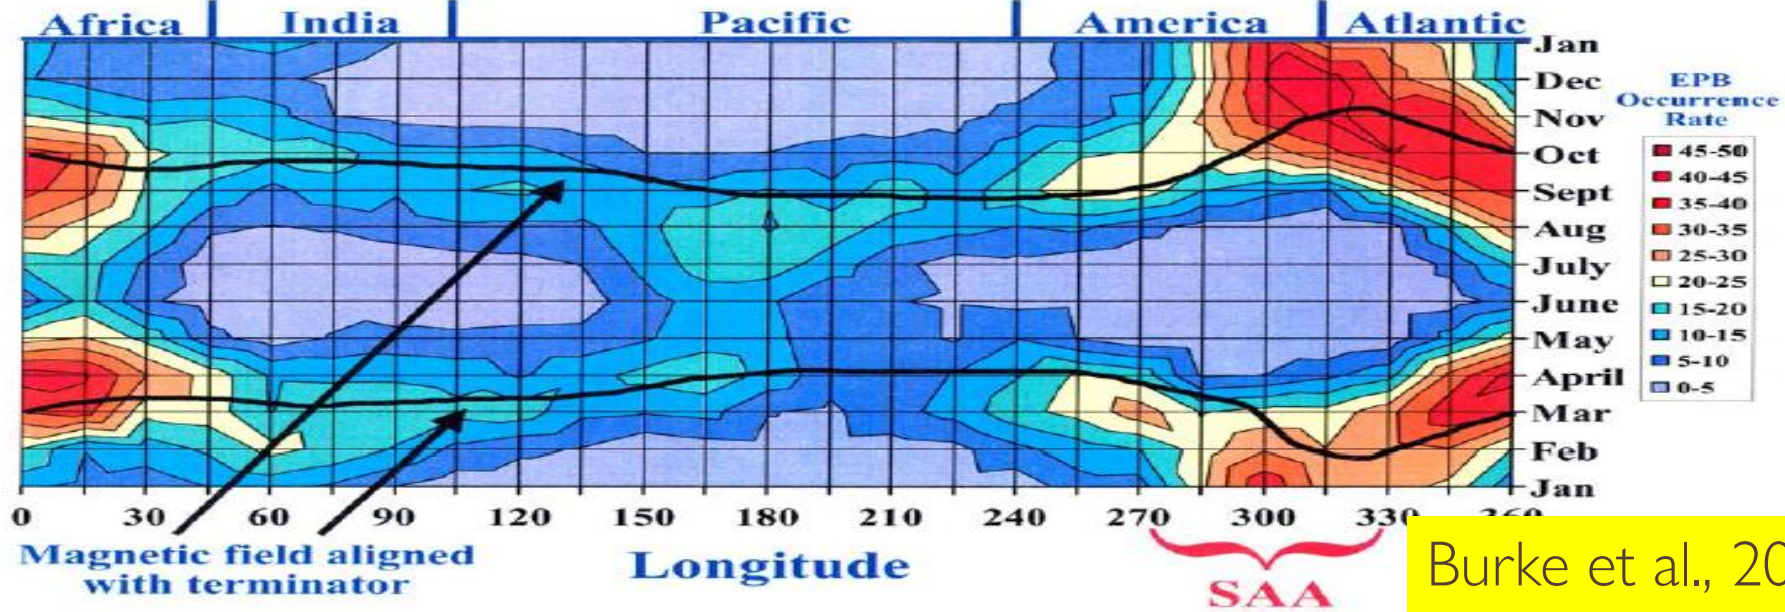 Africa India Pacific America Atlantic
Jan
Dec
Nov
Oct
Sept
Aug
July
June
May
April
Mar
Feb
Jan
EPB
Occurrence
Rate
45-50
40-45
35-40
30-35
25-30
20-25
15-20
10-15
5-10
0-5
0 30 60 90 120 150 180 210 240 270 300 330 360
Magnetic field aligned
with terminator
Longitude
SAA
Burke et al., 20